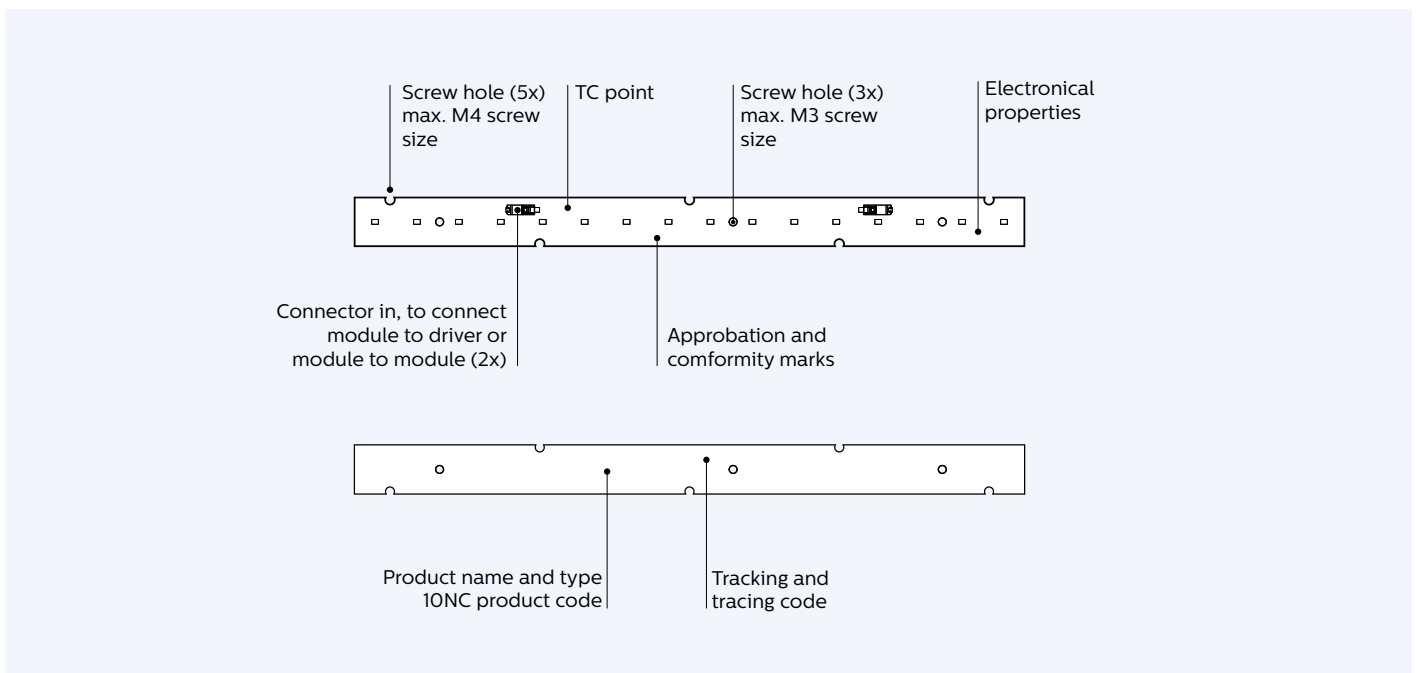 Screw hole (5x)
max. M4 screw
size
TC point
Screw hole (3x)
max. M3 screw
size
Electronical
properties
Connector in, to connect
module to driver or
module to module (2x)
Approbation and
comformity marks
Product name and type
10NC product code
Tracking and
tracing code